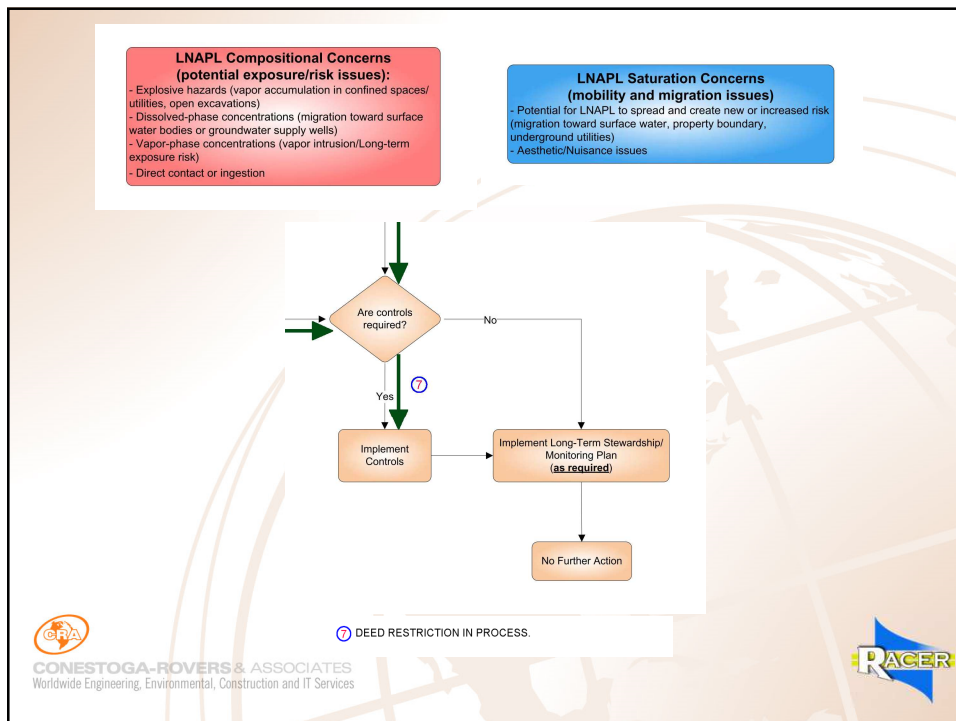 LNAPL Compositional Concerns
(potential exposure/risk issues):
- Explosive hazards (vapor accumulation in confined spaces/
utilities, open excavations)
- Dissolved-phase concentrations (migration toward surface
water bodies or groundwater supply wells)
- Vapor-phase concentrations (vapor intrusion/Long-term
exposure risk)
- Direct contact or ingestion
LNAPL Saturation Concerns
(mobility and migration issues)
- Potential for LNAPL to spread and create new or increased risk
(migration toward surface water, property boundary,
underground utilities)
- Aesthetic/Nuisance issues
Are controls
required?
No
Yes
7
Implement
Controls
Implement Long-Term Stewardship/
Monitoring Plan
(as required)
No Further Action
7 DEED RESTRICTION IN PROCESS.
CRA
CONESTOGA-ROVERS & ASSOCIATES
Worldwide Engineering, Environmental, Construction and IT Services
RACER